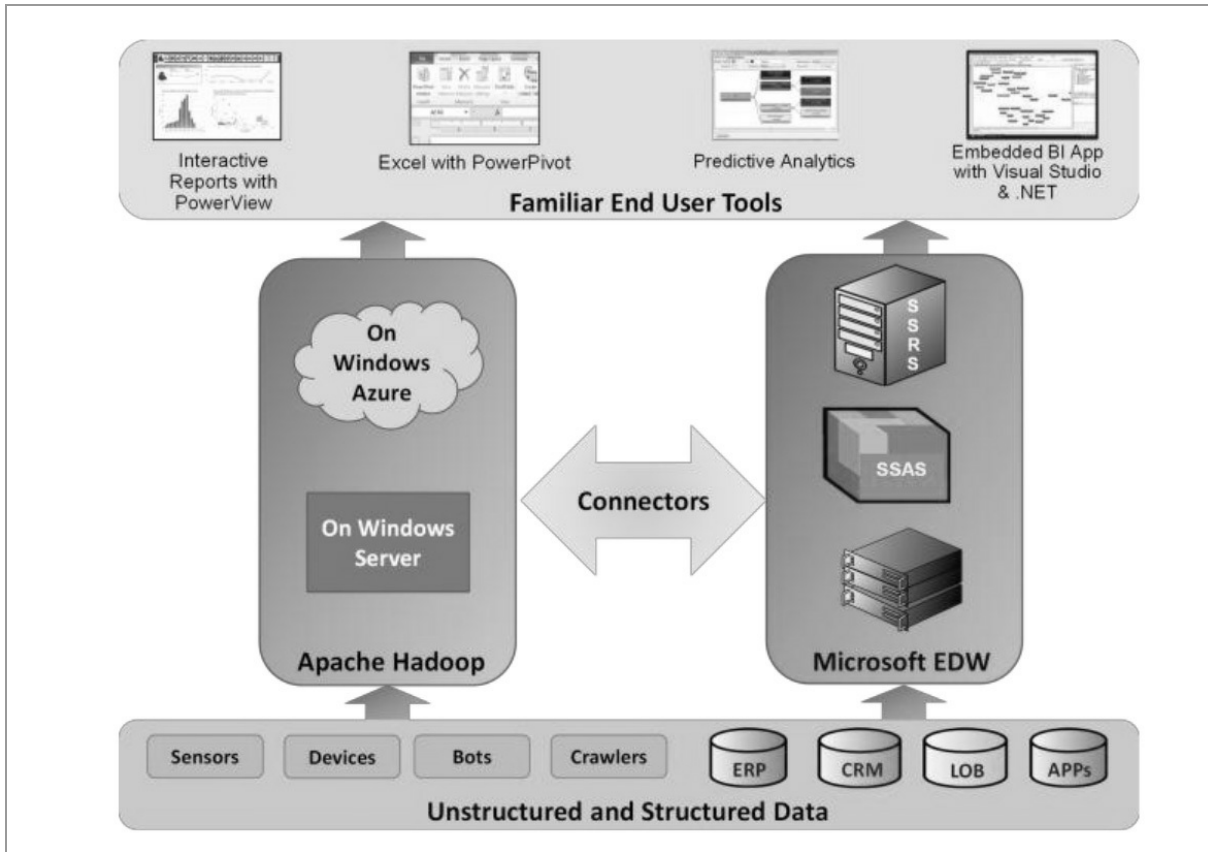 Interactive
Reports with
PowerView
Excel with PowerPivot
Predictive Analytics
Embedded BI App
with Visual Studio
& .NET
Familiar End User Tools
On
Windows
Azure
On Windows
Server
Apache Hadoop
Connectors
SSRS
SSAS
Microsoft EDW
Sensors
Devices
Bots
Crawlers
ERP
CRM
LOB
APPs
Unstructured and Structured Data